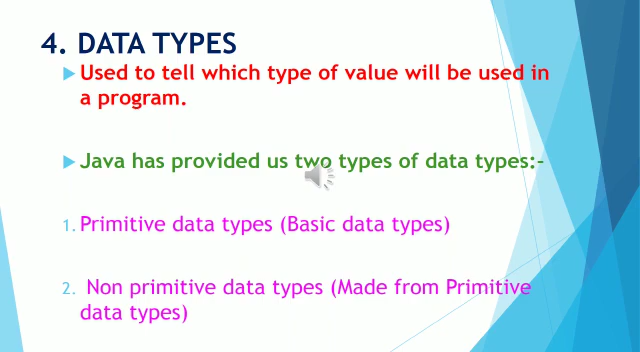 4. DATA TYPES
Used to tell which type of value will be used in
a program.
Java has provided us two types of data types:-
1. Primitive data types (Basic data types)
2. Non primitive data types (Made from Primitive
data types)